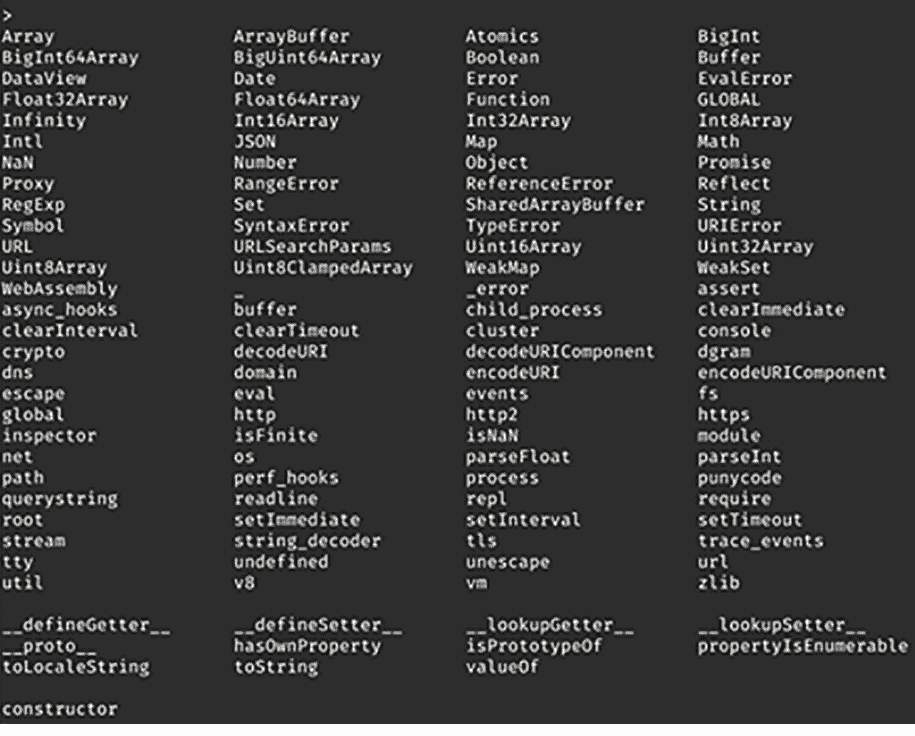 >
Array ArrayBuffer Atomics BigInt
BigInt64Array BigUint64Array Boolean Buffer
DataView Date Error EvalError
Float32Array Float64Array Function GLOBAL
Infinity Int16Array Int32Array Int8Array
Intl JSON Map Math
NaN Number Object Promise
Proxy RangeError ReferenceError Reflect
RegExp Set SharedArrayBuffer String
Symbol SyntaxError TypeError URIError
URL URLSearchParams Uint16Array Uint32Array
Uint8Array Uint8ClampedArray WeakMap WeakSet
WebAssembly _ _error assert
async_hooks buffer child_process clearImmediate
clearInterval clearTimeout cluster console
crypto decodeURI decodeURIComponent dgram
dns domain encodeURI encodeURIComponent
escape eval events fs
global http http2 https
inspector isFinite isNaN module
net os parseFloat parseInt
path perf_hooks process punycode
querystring readline repl require
root setImmediate setInterval setTimeout
stream string_decoder tls trace_events
tty undefined unescape url
util v8 vm zlib
__defineGetter__ __defineSetter__ __lookupGetter__ __lookupSetter__
__proto__ hasOwnProperty isPrototypeOf propertyIsEnumerable
toLocaleString toString valueOf
constructor